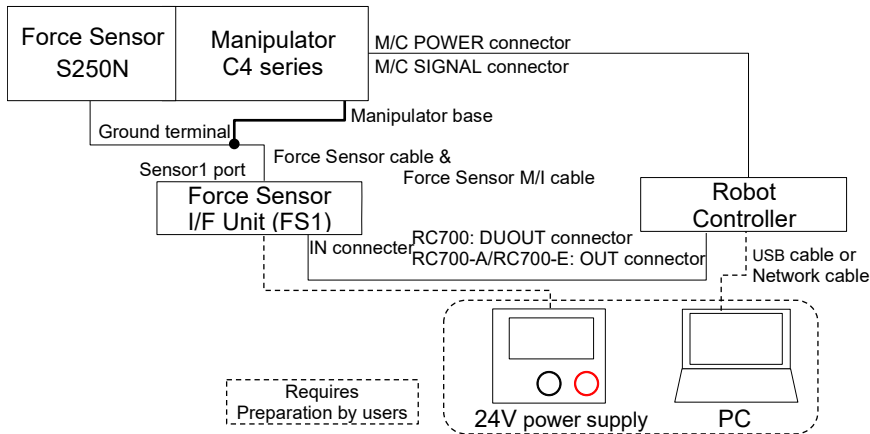 Force Sensor
S250N
Manipulator
C4 series
M/C POWER connector
M/C SIGNAL connector
Manipulator base
Ground terminal
Sensor1 port
Force Sensor cable &
Force Sensor M/I cable
Force Sensor
I/F Unit (FS1)
Robot
Controller
IN connecter
RC700: DUOUT connector
RC700-A/RC700-E: OUT connector
USB cable or
Network cable
Requires
Preparation by users
24V power supply
PC